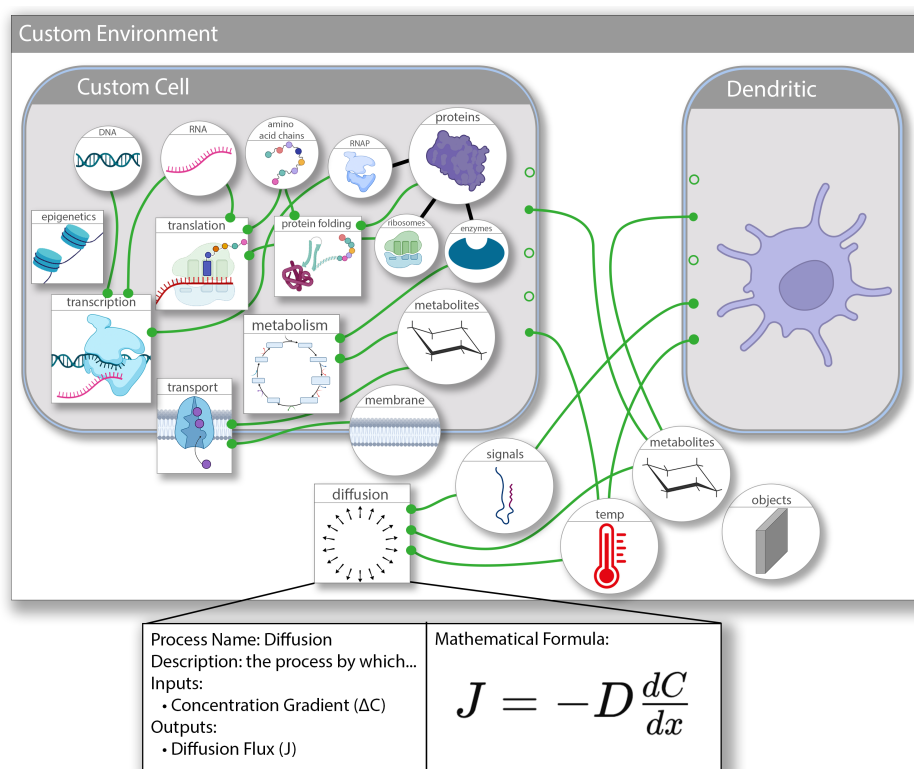 Custom Environment
Custom Cell
Dendritic
DNA
RNA
amino
acid chains
RNAP
proteins
epigenetics
translation
protein folding
ribosomes
enzymes
transcription
metabolism
metabolites
transport
membrane
signals
metabolites
diffusion
temp
objects
Process Name: Diffusion
Description: the process by which...
Inputs:
• Concentration Gradient (ΔC)
Outputs:
• Diffusion Flux (J)
Mathematical Formula:
J = −D dC/dx